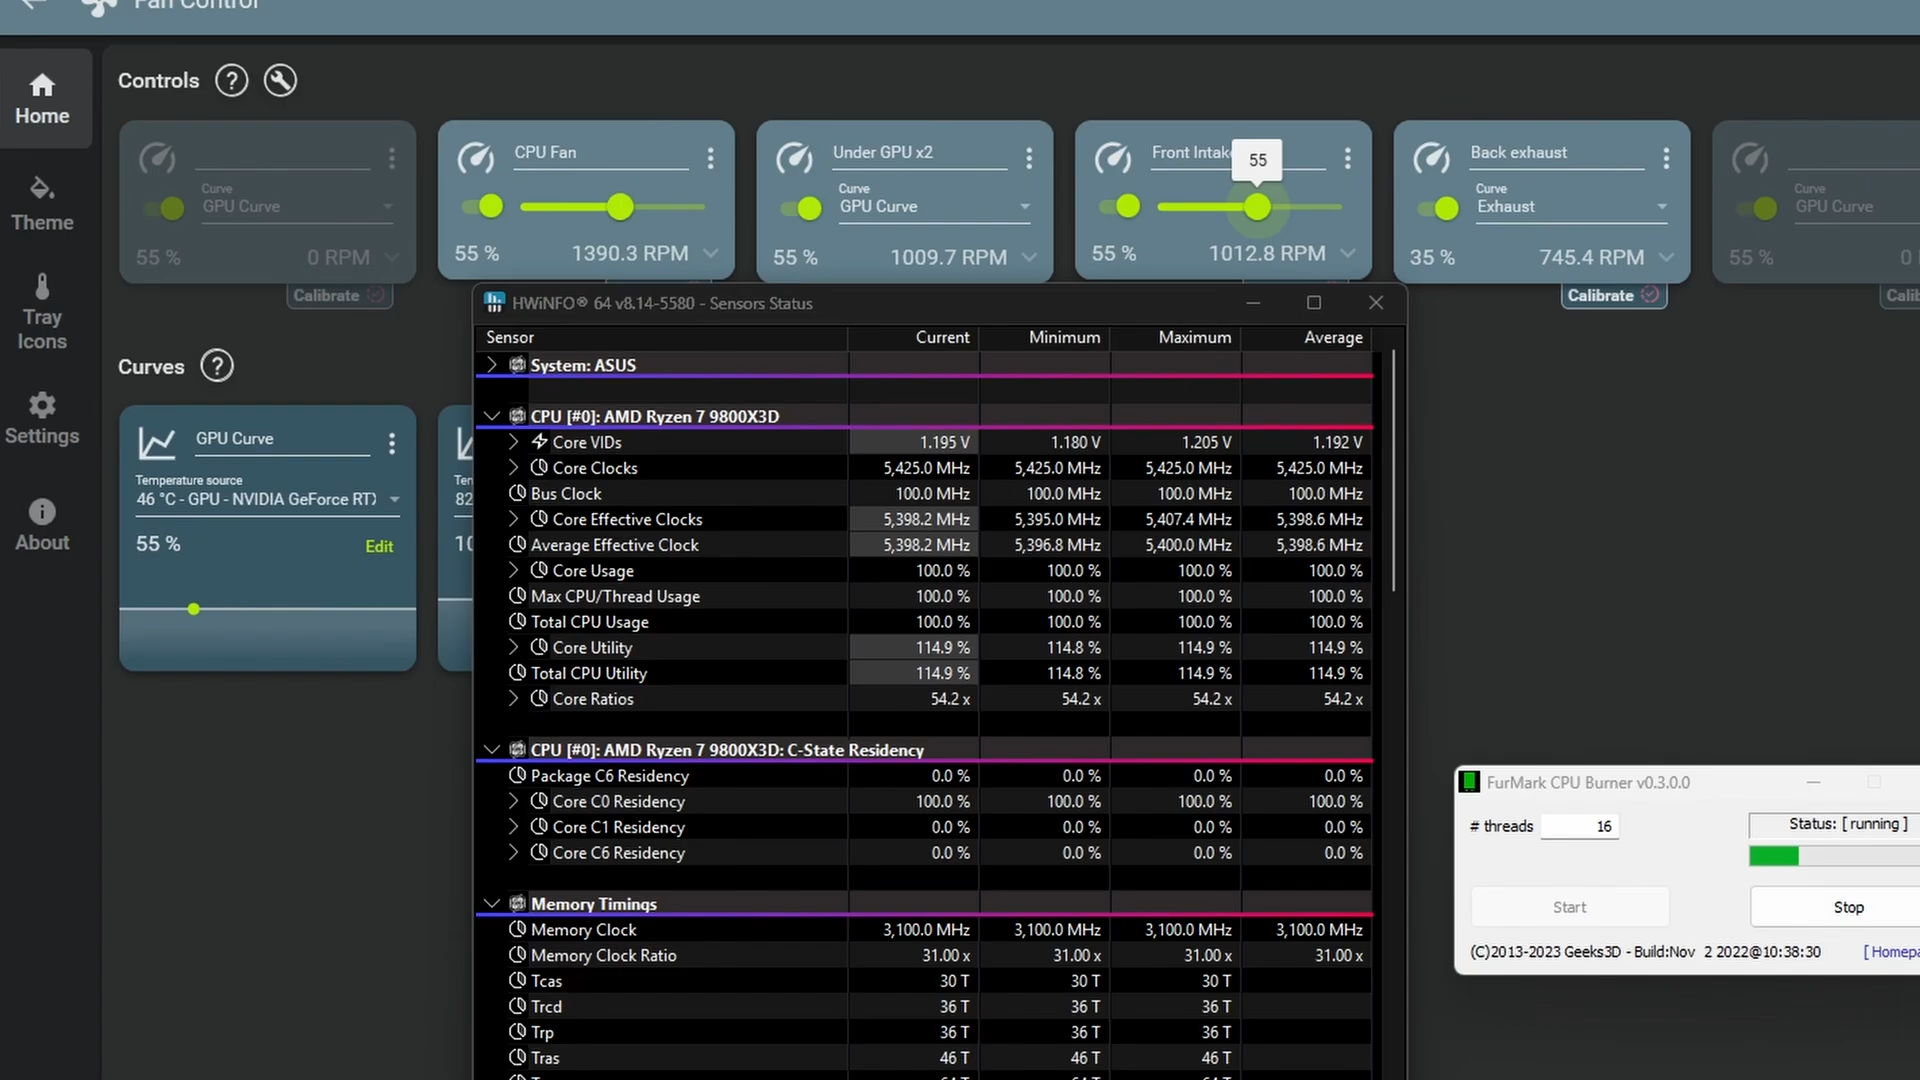 Fan Control
Home
Theme
Tray
Icons
Settings
About
Controls
Curve
GPU Curve
55 %
0 RPM
Calibrate
CPU Fan
55 %
1390.3 RPM
Under GPU x2
Curve
GPU Curve
55 %
1009.7 RPM
Front
55
55 %
1012.8 RPM
Back exhaust
Curve
Exhaust
35 %
745.4 RPM
Calibrate
Curve
GPU Curve
55 %
Curves
GPU Curve
Temperature source
46 °C - GPU - NVIDIA GeForce
55 %
Edit
HWiNFO® 64 v8.14-5580 - Sensors Status
Sensor Current Minimum Maximum Average
System: ASUS
CPU [#0]: AMD Ryzen 7 9800X3D
Core VIDs 1.195 V 1.180 V 1.205 V 1.192 V
Core Clocks 5,425.0 MHz 5,425.0 MHz 5,425.0 MHz 5,425.0 MHz
Bus Clock 100.0 MHz 100.0 MHz 100.0 MHz 100.0 MHz
Core Effective Clocks 5,398.2 MHz 5,395.0 MHz 5,407.4 MHz 5,398.6 MHz
Average Effective Clock 5,398.2 MHz 5,396.8 MHz 5,400.0 MHz 5,398.6 MHz
Core Usage 100.0 % 100.0 % 100.0 % 100.0 %
Max CPU/Thread Usage 100.0 % 100.0 % 100.0 % 100.0 %
Total CPU Usage 100.0 % 100.0 % 100.0 % 100.0 %
Core Utility 114.9 % 114.8 % 114.9 % 114.9 %
Total CPU Utility 114.9 % 114.8 % 114.9 % 114.9 %
Core Ratios 54.2 x 54.2 x 54.2 x 54.2 x
CPU [#0]: AMD Ryzen 7 9800X3D: C-State Residency
Package C6 Residency 0.0 % 0.0 % 0.0 % 0.0 %
Core C0 Residency 100.0 % 100.0 % 100.0 % 100.0 %
Core C1 Residency 0.0 % 0.0 % 0.0 % 0.0 %
Core C6 Residency 0.0 % 0.0 % 0.0 % 0.0 %
Memory Timings
Memory Clock 3,100.0 MHz 3,100.0 MHz 3,100.0 MHz 3,100.0 MHz
Memory Clock Ratio 31.00 x 31.00 x 31.00 x 31.00 x
Tcas 30 T 30 T 30 T
Trcd 36 T 36 T 36 T
Trp 36 T 36 T 36 T
Tras 46 T 46 T 46 T
FurMark CPU Burner v0.3.0.0
# threads 16
Status: [ running ]
Start
Stop
(C)2013-2023 Geeks3D - Build:Nov 2 2022@10:38:30